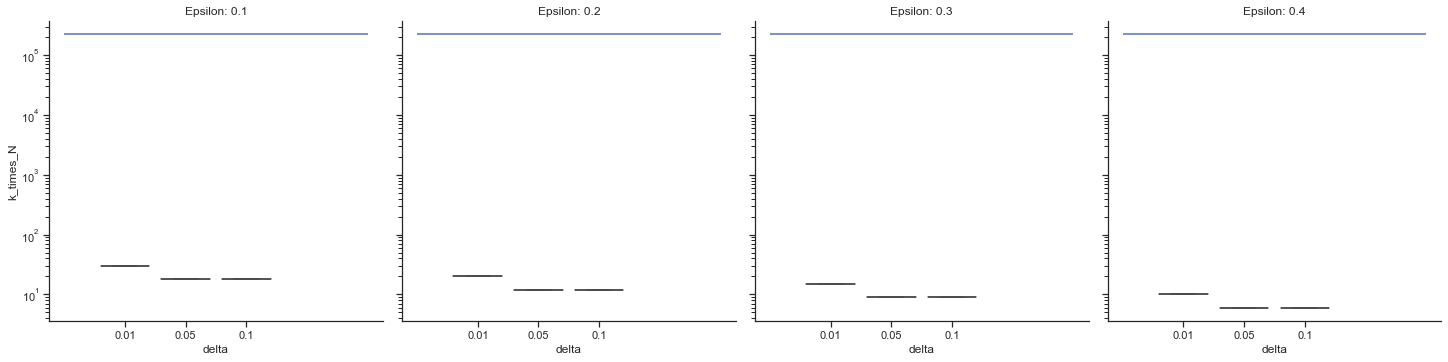 Epsilon: 0.1
Epsilon: 0.2
Epsilon: 0.3
Epsilon: 0.4
k_times_N
10^5
10^4
10^3
10^2
10^1
0.01 0.05 0.1
0.01 0.05 0.1
0.01 0.05 0.1
0.01 0.05 0.1
delta
delta
delta
delta